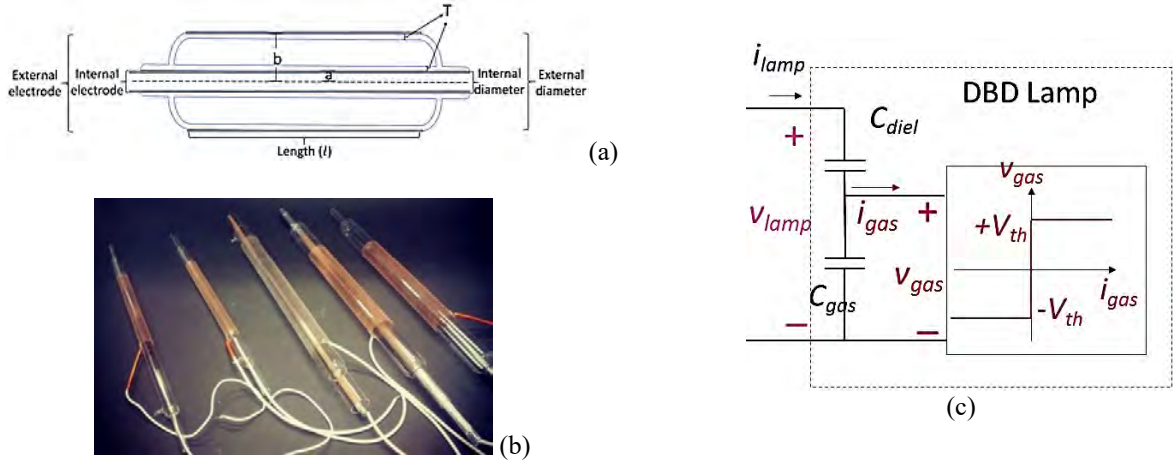 T
b
a
External
electrode
Internal
electrode
Internal
diameter
External
diameter
Length (l)
(a)
(b)
i_lamp
DBD Lamp
C_diel
+
v_lamp
i_gas
+
v_gas
C_gas
−
−
v_gas
+V_th
i_gas
-V_th
(c)